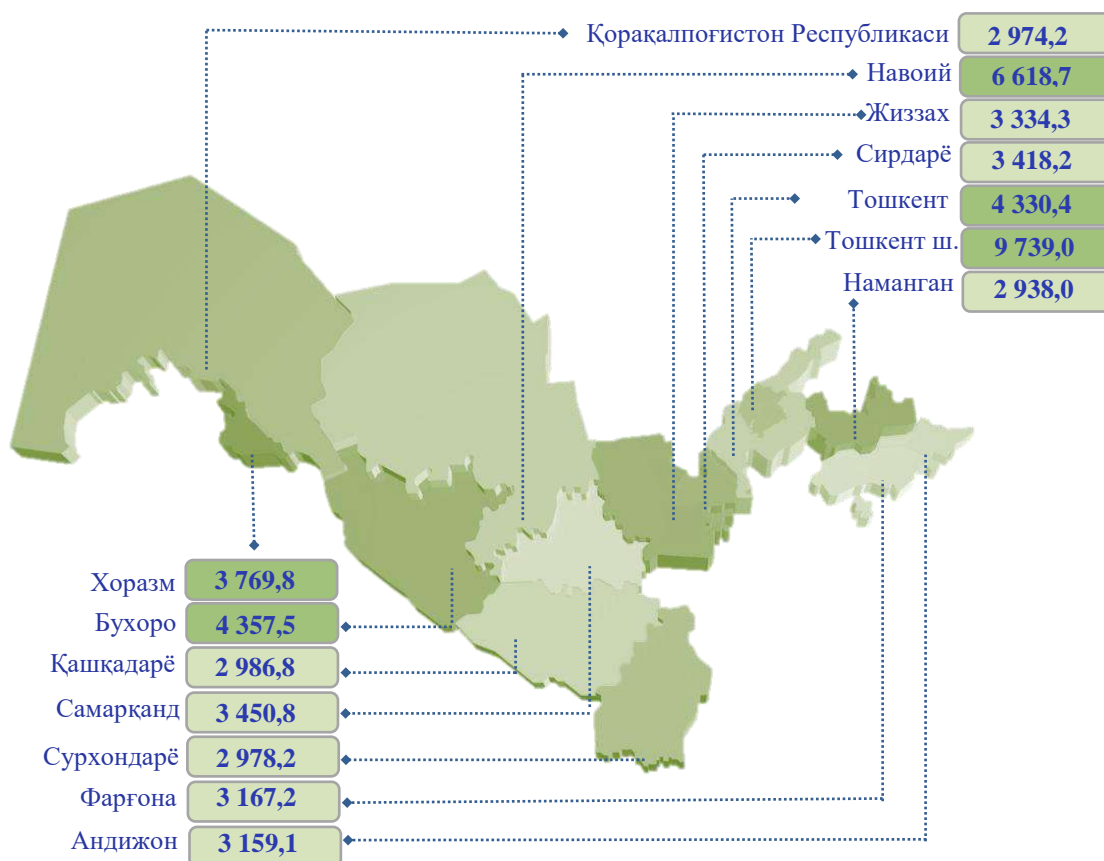 Қорақалпоғистон Республикаси 2 974,2
Навоий 6 618,7
Жиззах 3 334,3
Сирдарё 3 418,2
Тошкент 4 330,4
Тошкент ш. 9 739,0
Наманган 2 938,0
Хоразм 3 769,8
Бухоро 4 357,5
Қашқадарё 2 986,8
Самарқанд 3 450,8
Сурхондарё 2 978,2
Фарғона 3 167,2
Андижон 3 159,1